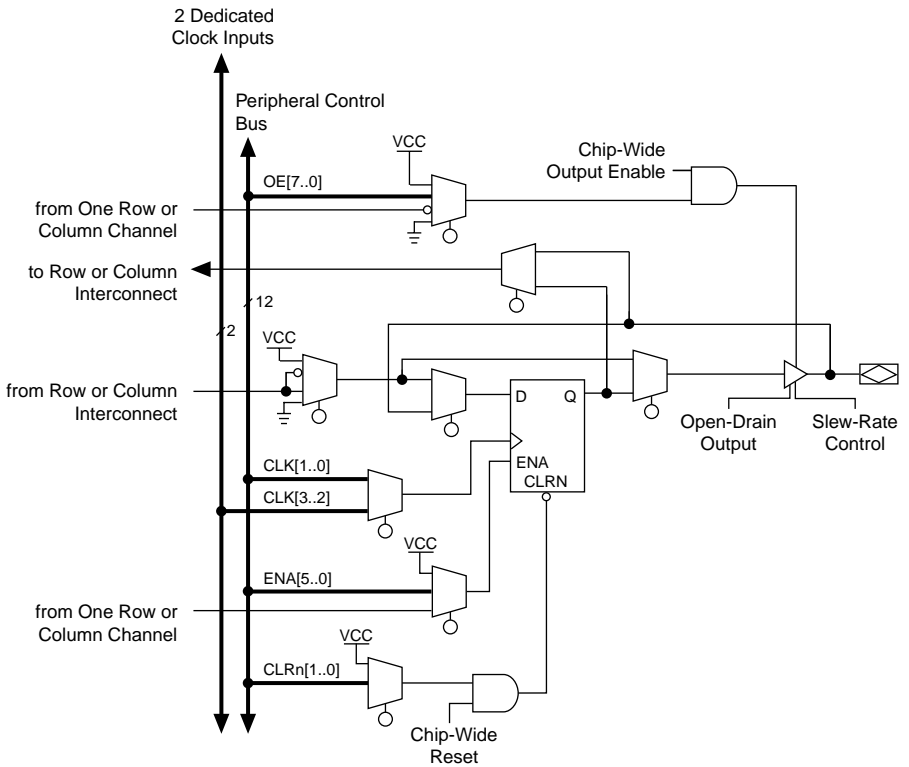 2 Dedicated
Clock Inputs
Peripheral Control
Bus
VCC
Chip-Wide
Output Enable
OE[7..0]
from One Row or
Column Channel
to Row or Column
Interconnect
12
2
VCC
from Row or Column
Interconnect
D
Q
Open-Drain
Output
Slew-Rate
Control
CLK[1..0]
ENA
CLRN
CLK[3..2]
VCC
ENA[5..0]
from One Row or
Column Channel
VCC
CLRn[1..0]
Chip-Wide
Reset